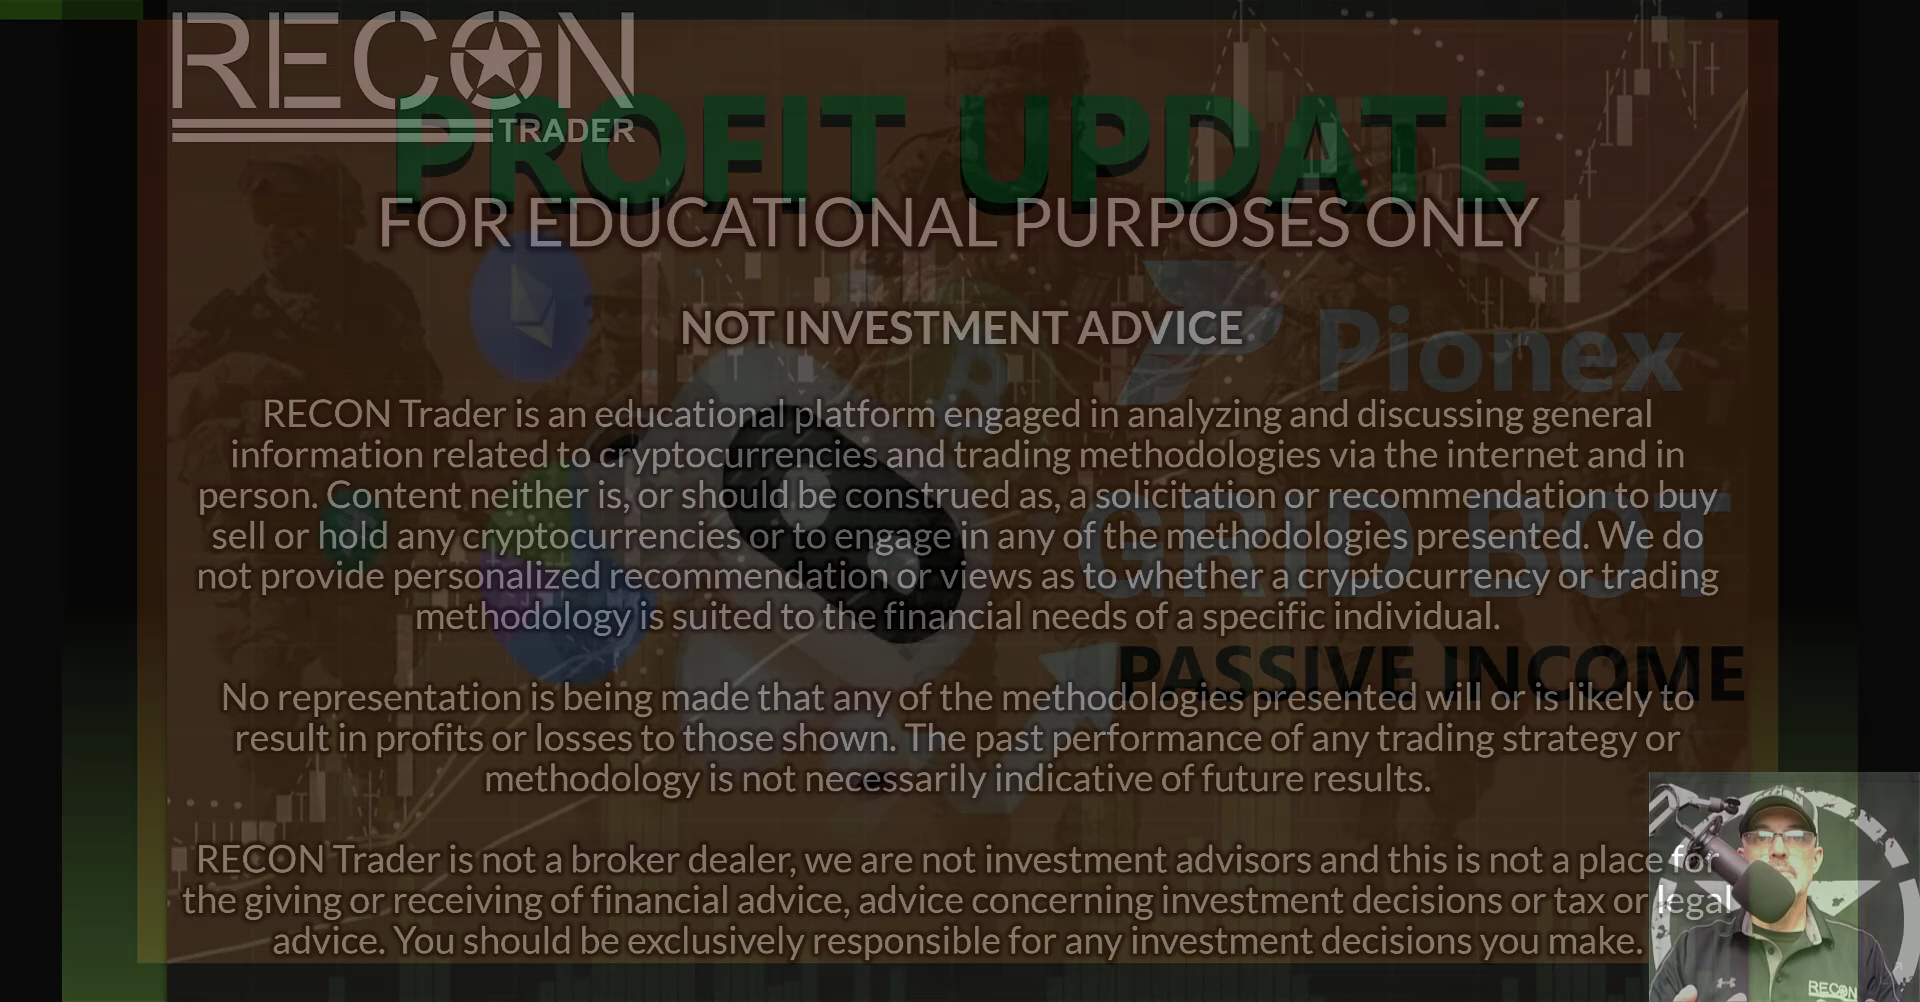 RECON
TRADER
PROFIT UPDATE
FOR EDUCATIONAL PURPOSES ONLY
NOT INVESTMENT ADVICE
Pionex
RECON Trader is an educational platform engaged in analyzing and discussing general
information related to cryptocurrencies and trading methodologies via the internet and in
person. Content neither is, or should be construed as, a solicitation or recommendation to buy
sell or hold any cryptocurrencies or to engage in any of the methodologies presented. We do
not provide personalized recommendation or views as to whether a cryptocurrency or trading
methodology is suited to the financial needs of a specific individual.
GRID BOT
PASSIVE INCOME
No representation is being made that any of the methodologies presented will or is likely to
result in profits or losses to those shown. The past performance of any trading strategy or
methodology is not necessarily indicative of future results.
RECON Trader is not a broker dealer, we are not investment advisors and this is not a place for
the giving or receiving of financial advice, advice concerning investment decisions or tax or legal
advice. You should be exclusively responsible for any investment decisions you make.
RECON